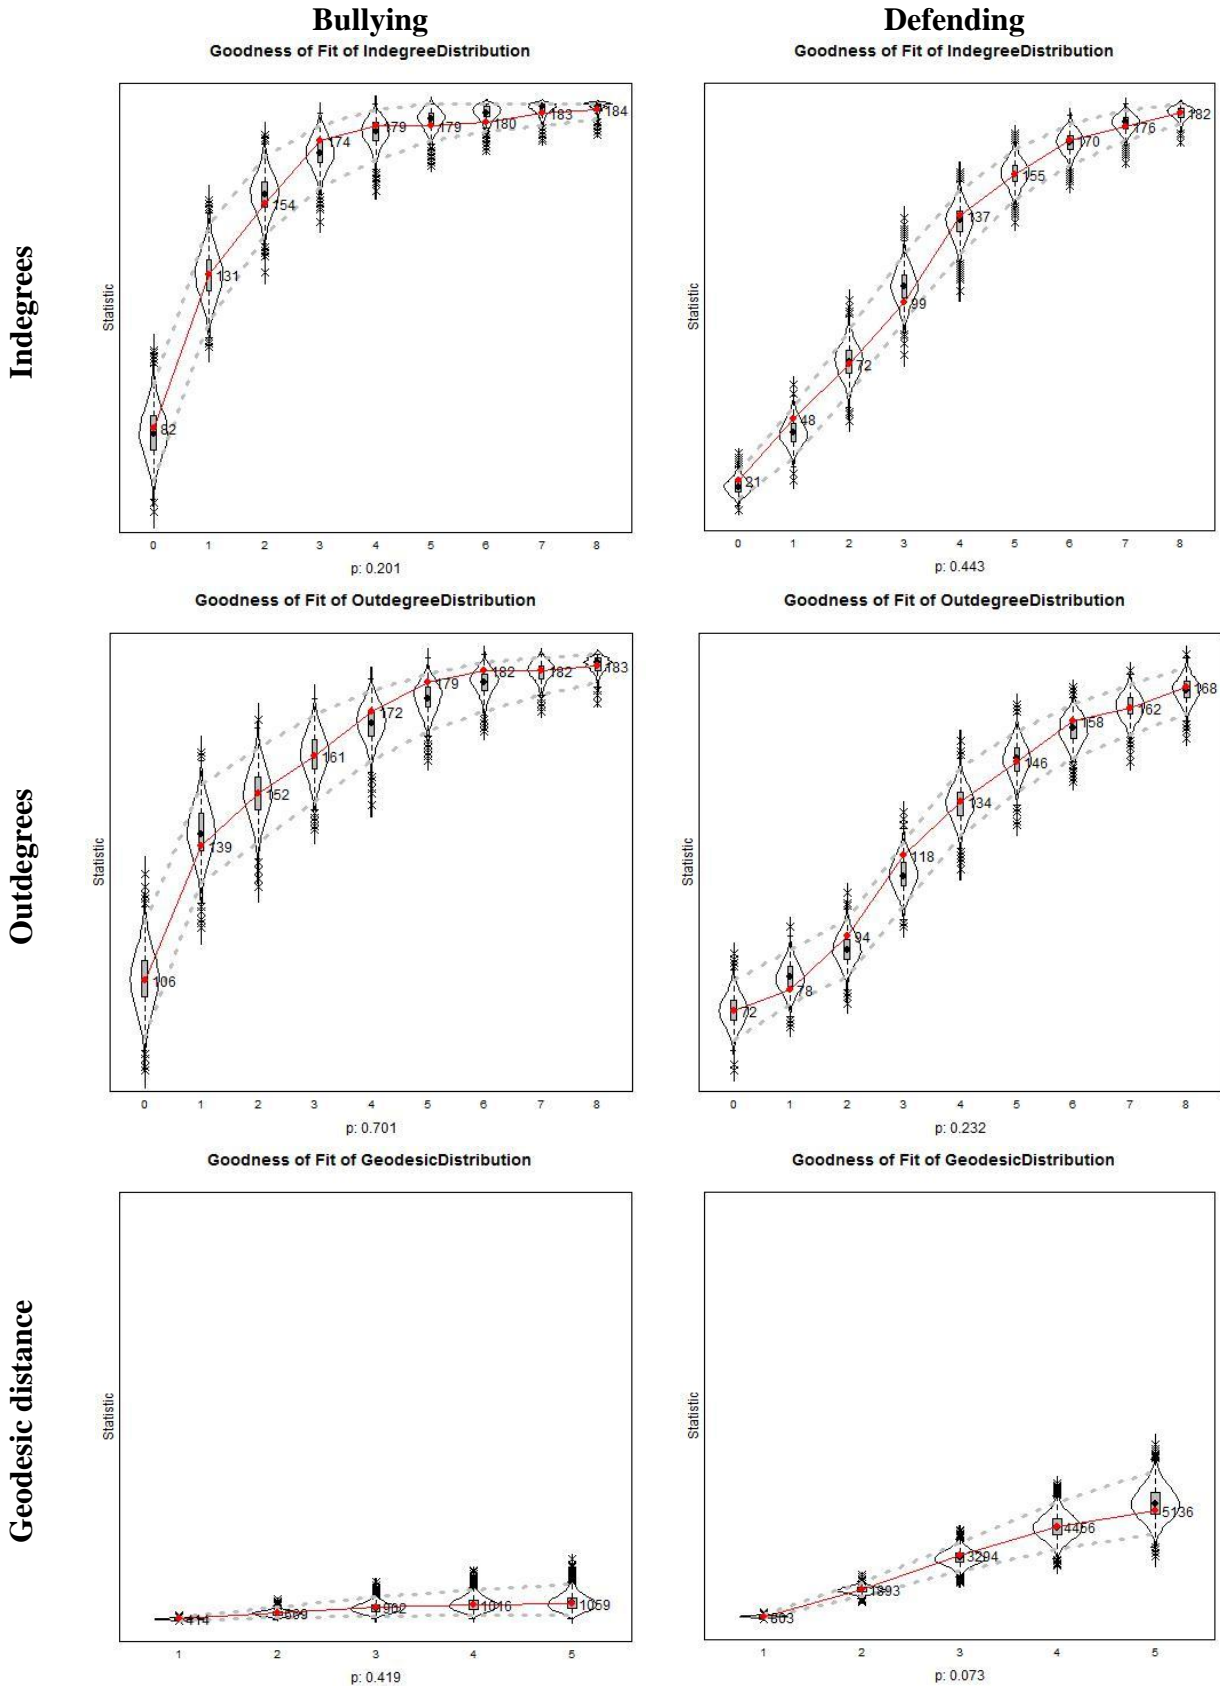 Bullying
Defending
Goodness of Fit of IndegreeDistribution
Goodness of Fit of IndegreeDistribution
Indegrees
Statistic
82
131
154
174
179
179
180
183
184
0 1 2 3 4 5 6 7 8
p: 0.201
Statistic
21
48
72
99
137
155
170
176
182
0 1 2 3 4 5 6 7 8
p: 0.443
Goodness of Fit of OutdegreeDistribution
Goodness of Fit of OutdegreeDistribution
Outdegrees
Statistic
106
139
152
161
172
179
182
182
183
0 1 2 3 4 5 6 7 8
p: 0.701
Statistic
72
78
94
118
134
146
158
162
168
0 1 2 3 4 5 6 7 8
p: 0.232
Goodness of Fit of GeodesicDistribution
Goodness of Fit of GeodesicDistribution
Geodesic distance
Statistic
414
902
1016
1059
1 2 3 4 5
p: 0.419
Statistic
803
1893
3294
4456
5136
1 2 3 4 5
p: 0.073